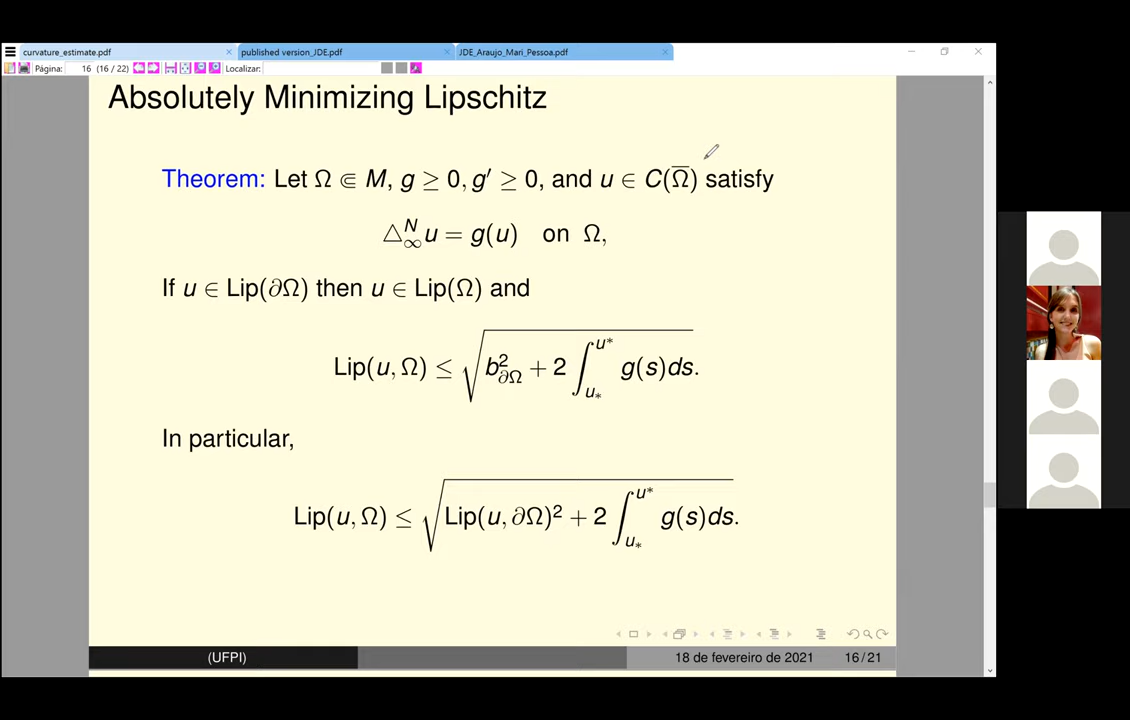 curvature_estimate.pdf
published version_JDE.pdf
JDE_Araujo_Mari_Pessoa.pdf
Página: 16 (16 / 22) Localizar:
Absolutely Minimizing Lipschitz
Theorem: Let Ω ⋐ M, g ≥ 0, g′ ≥ 0, and u ∈ C(Ω̅) satisfy
△_∞^N u = g(u) on Ω,
If u ∈ Lip(∂Ω) then u ∈ Lip(Ω) and
Lip(u, Ω) ≤ √(b²_∂Ω + 2 ∫_{u_*}^{u^*} g(s)ds).
In particular,
Lip(u, Ω) ≤ √(Lip(u, ∂Ω)² + 2 ∫_{u_*}^{u^*} g(s)ds).
(UFPI) 18 de fevereiro de 2021 16/21